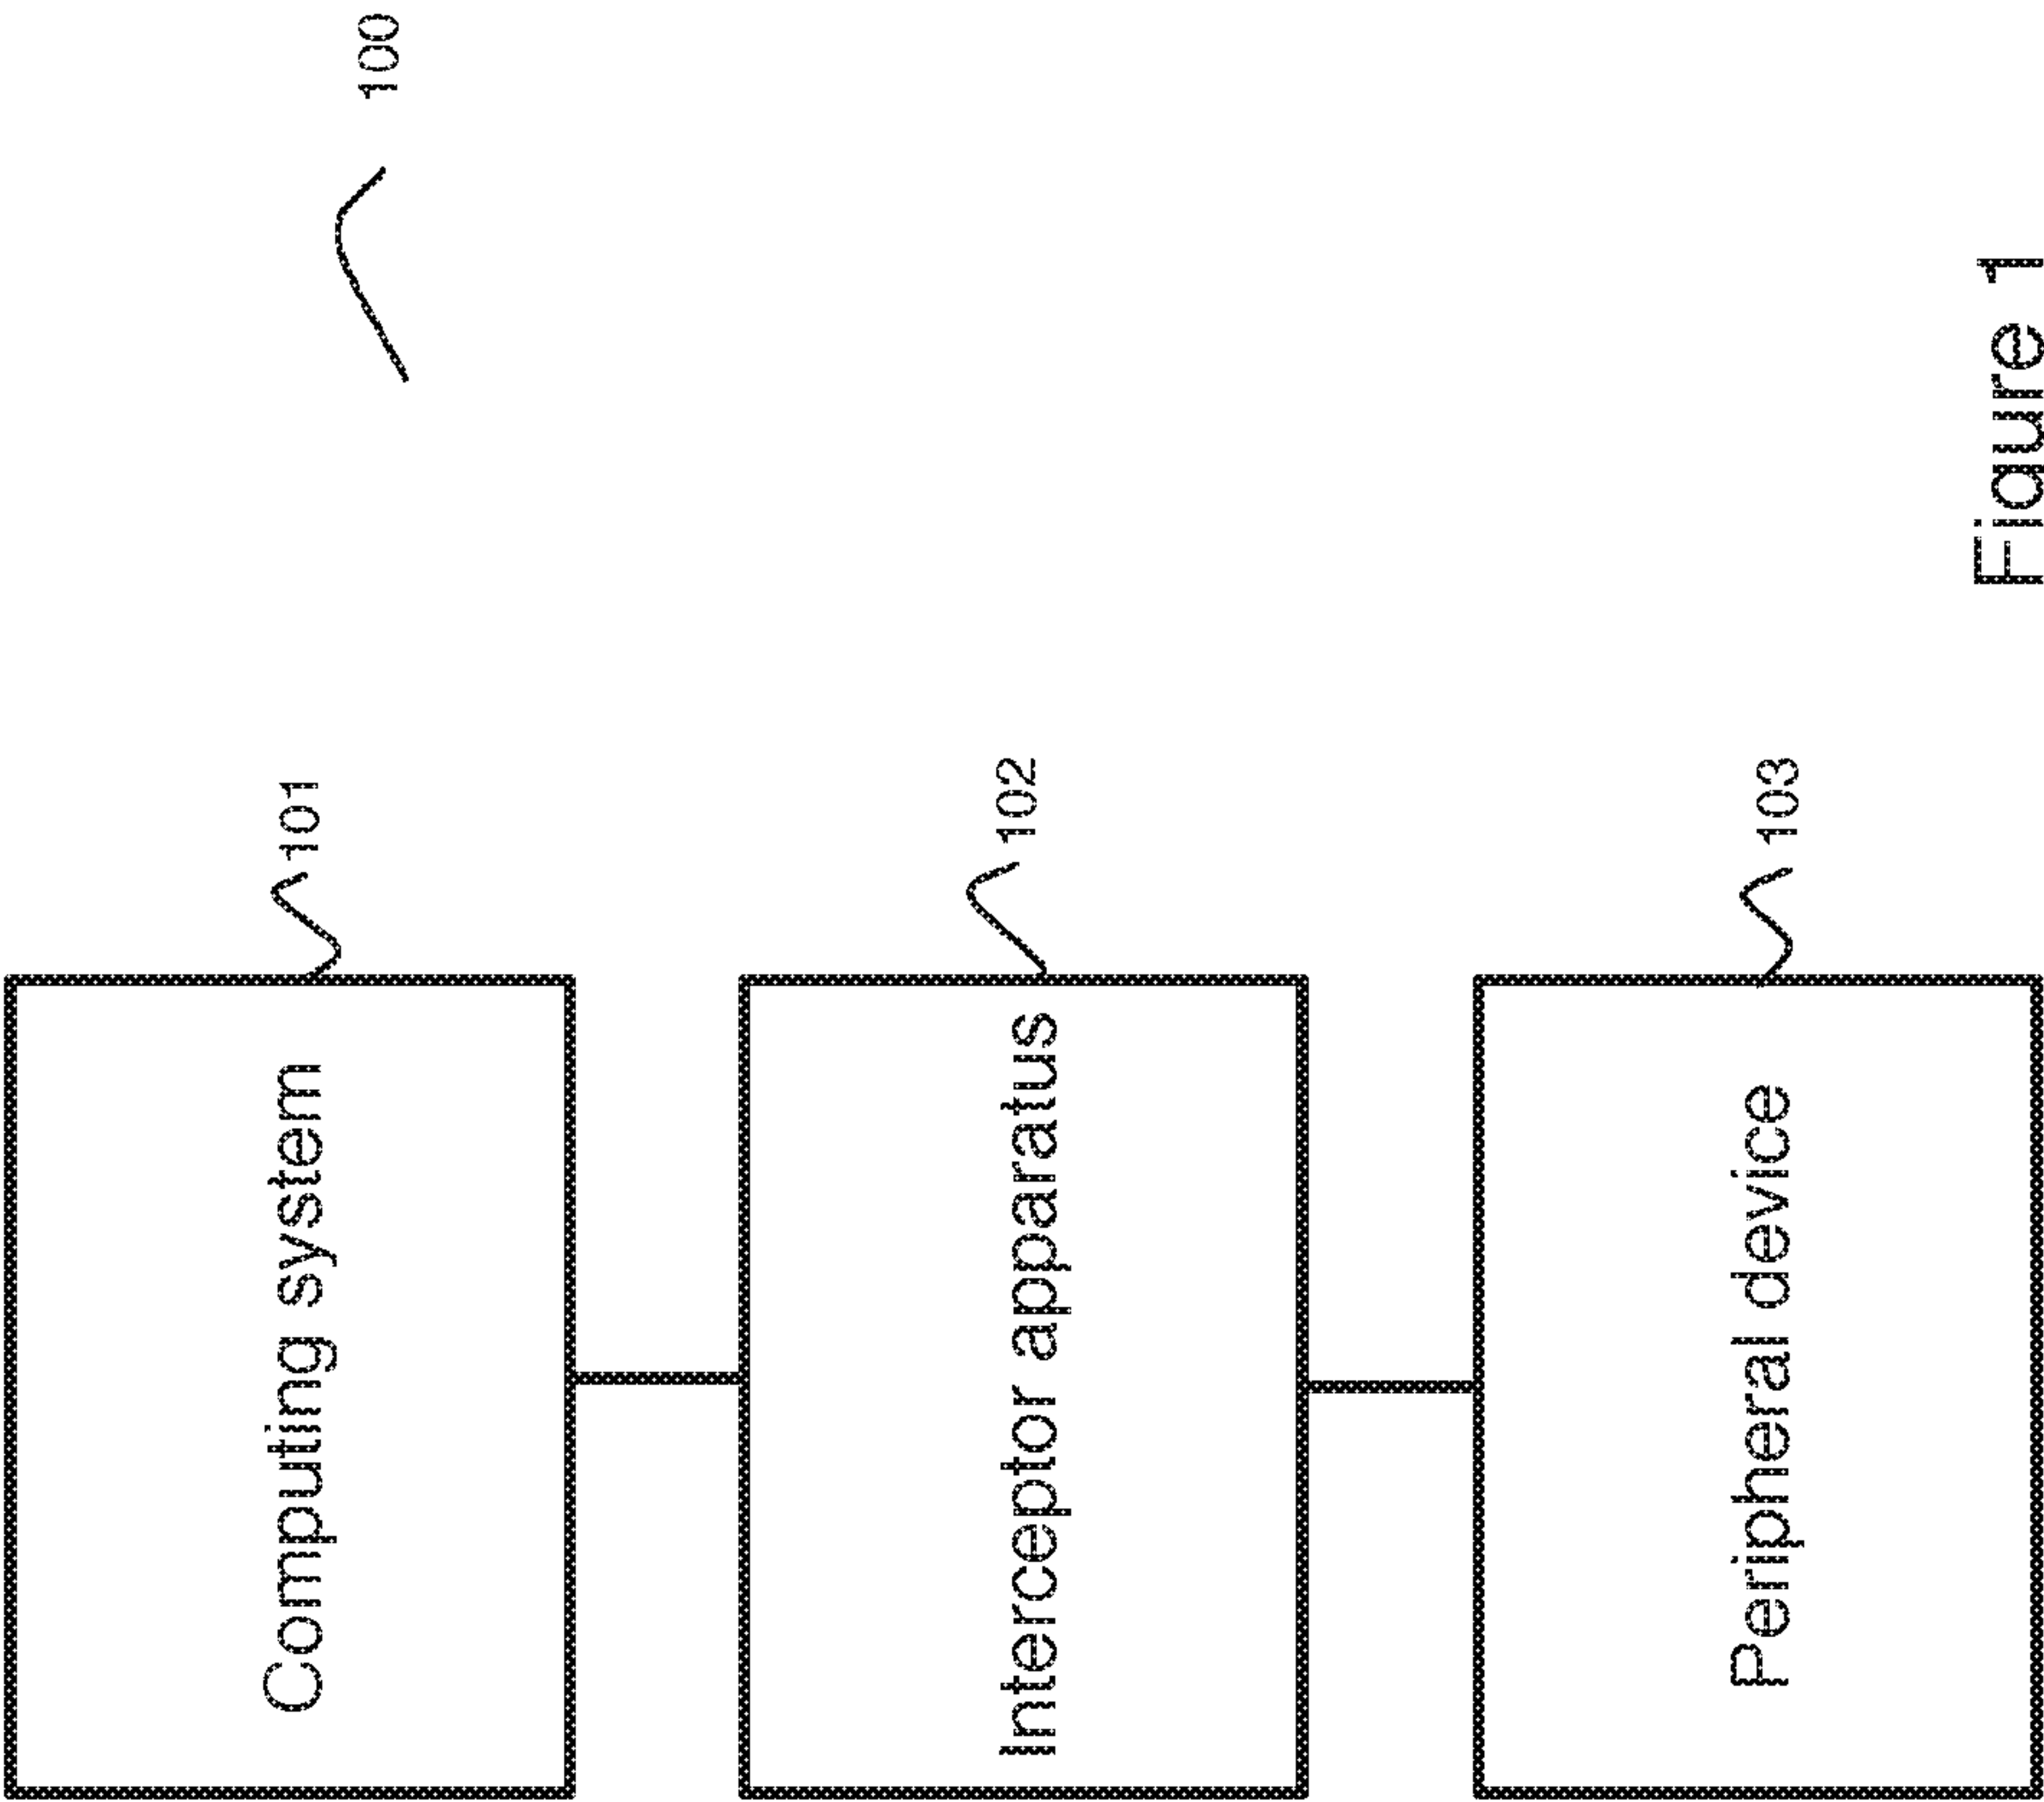 100
Computing system
101
Interceptor apparatus
102
Peripheral device
103
Figure 1